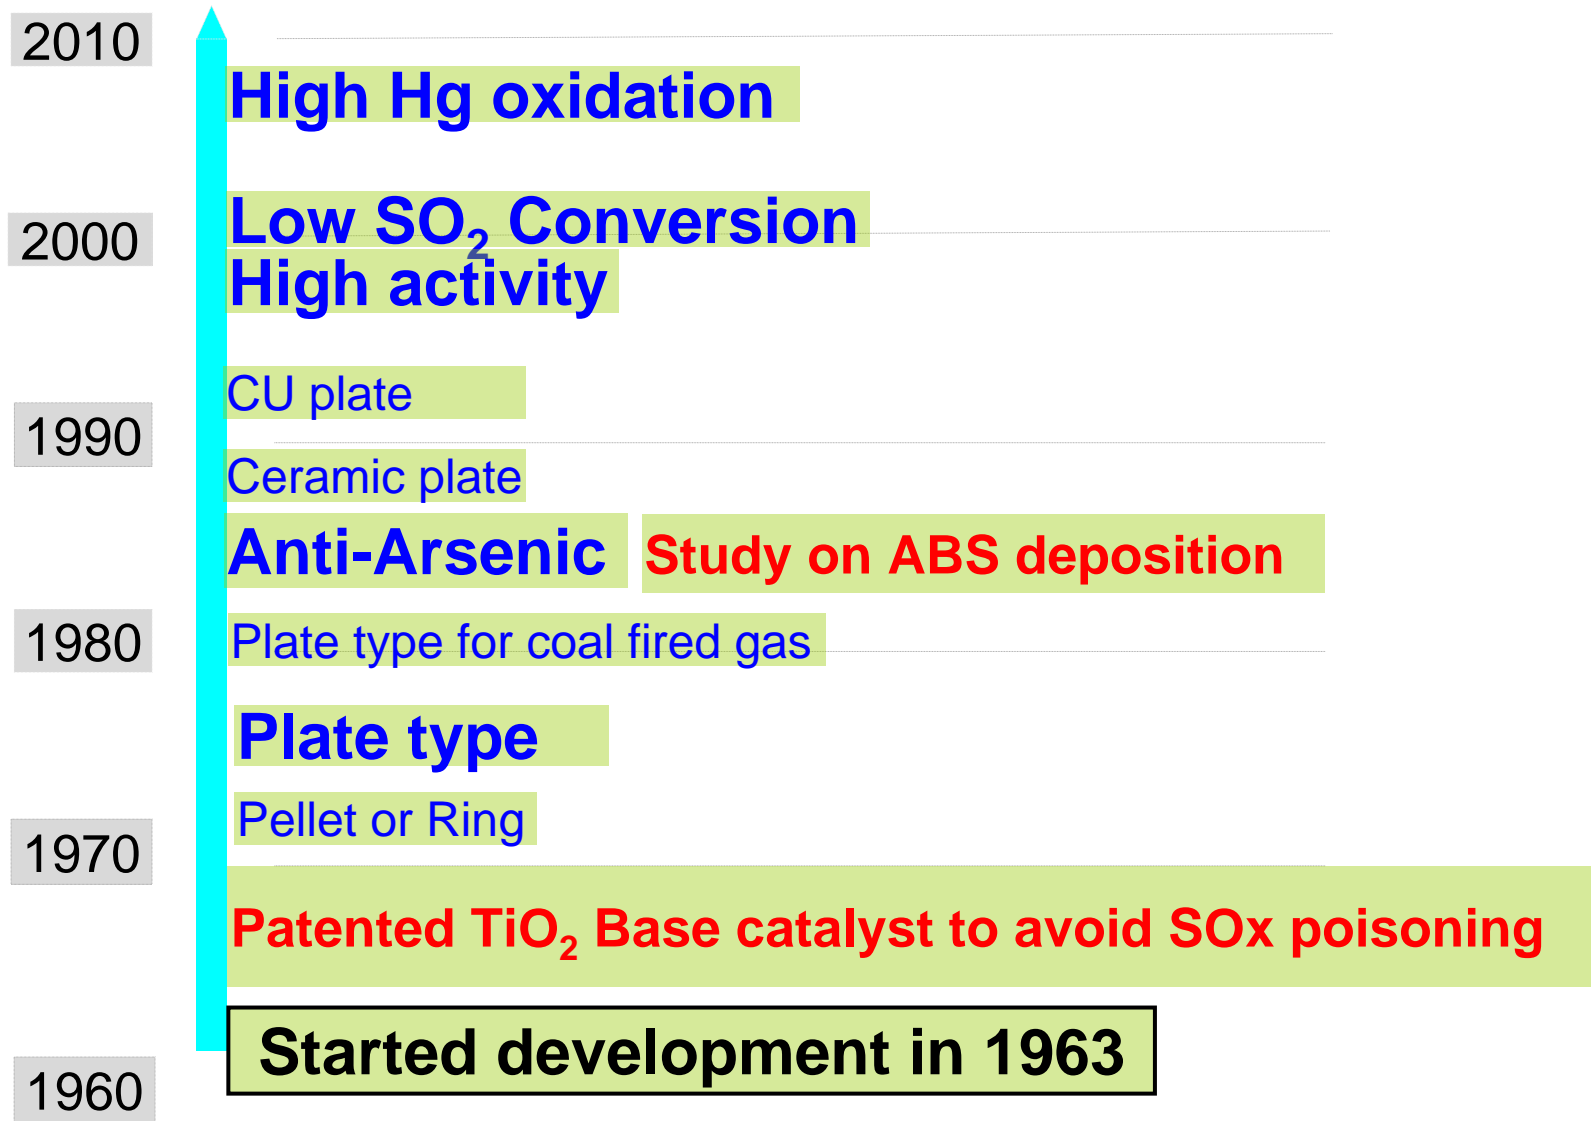 2010
High Hg oxidation
2000
Low SO₂ Conversion
High activity
CU plate
1990
Ceramic plate
Anti-Arsenic
Study on ABS deposition
1980
Plate type for coal fired gas
Plate type
Pellet or Ring
1970
Patented TiO₂ Base catalyst to avoid SOx poisoning
Started development in 1963
1960